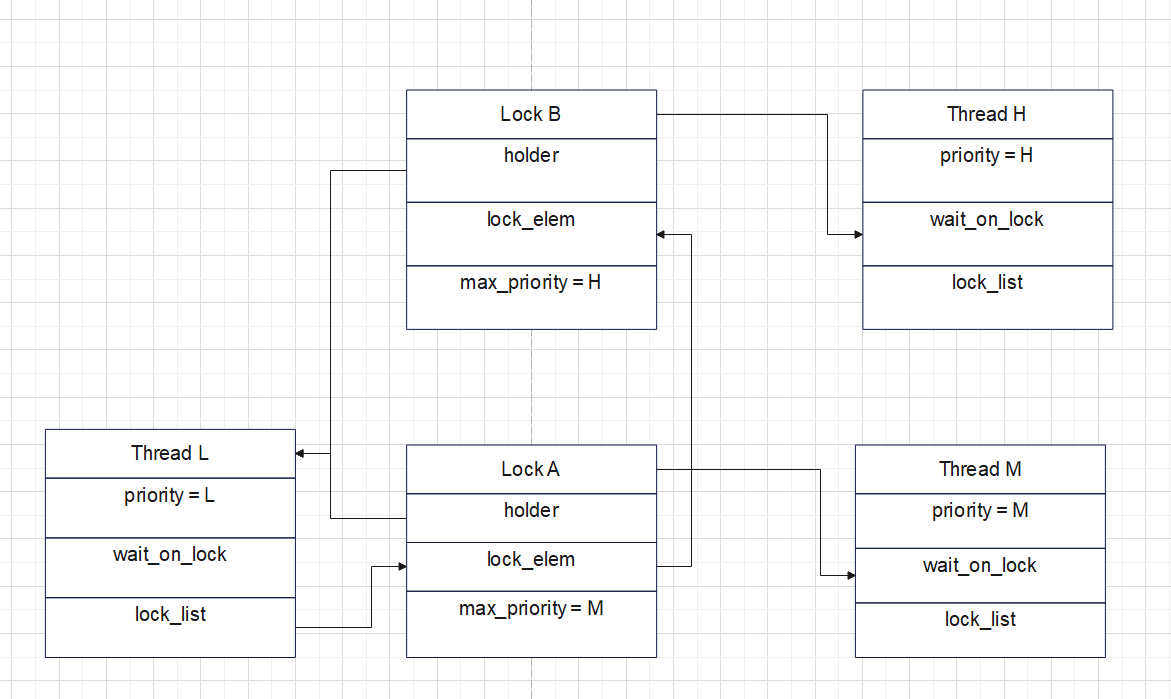 Lock B
holder
lock_elem
max_priority = H
Thread H
priority = H
wait_on_lock
lock_list
Thread L
priority = L
wait_on_lock
lock_list
Lock A
holder
lock_elem
max_priority = M
Thread M
priority = M
wait_on_lock
lock_list